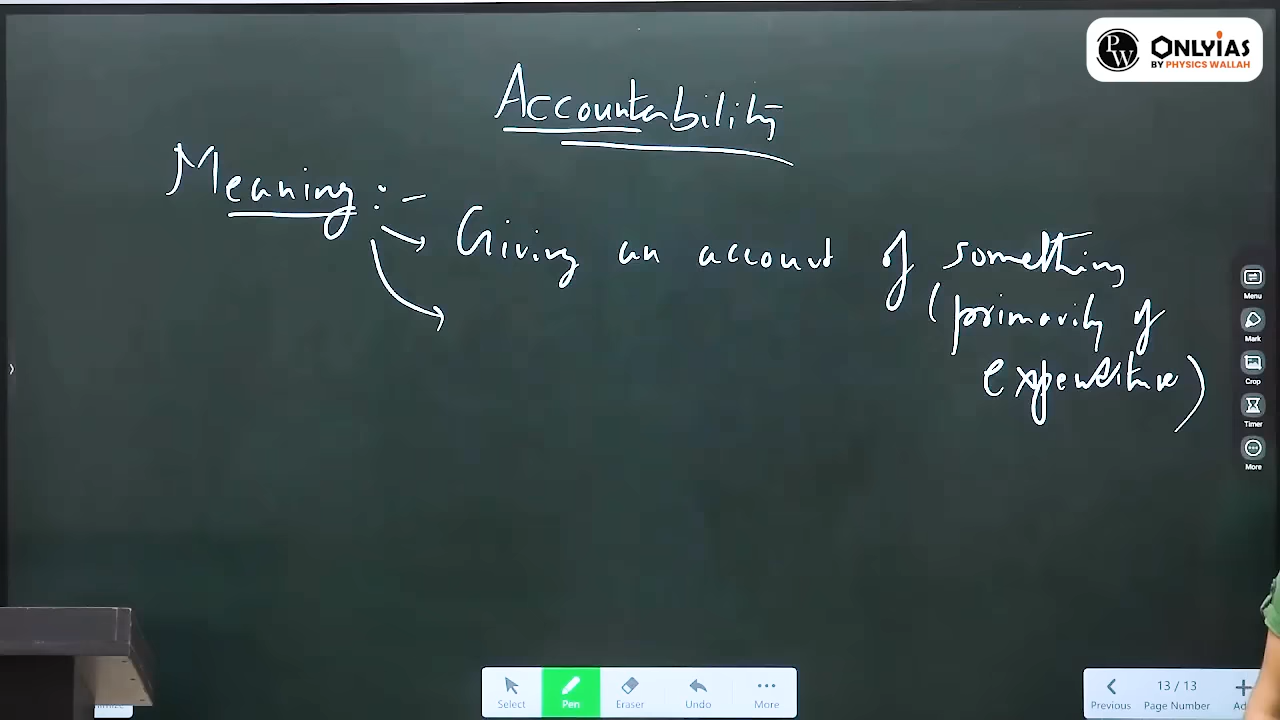 PW ONLYIAS
BY PHYSICS WALLAH
Accountability
Meaning :-
Giving an account of something
(primarily of
expenditure)
Menu
Mark
Crop
Timer
More
Select
Pen
Eraser
Undo
More
Previous
13 / 13
Page Number